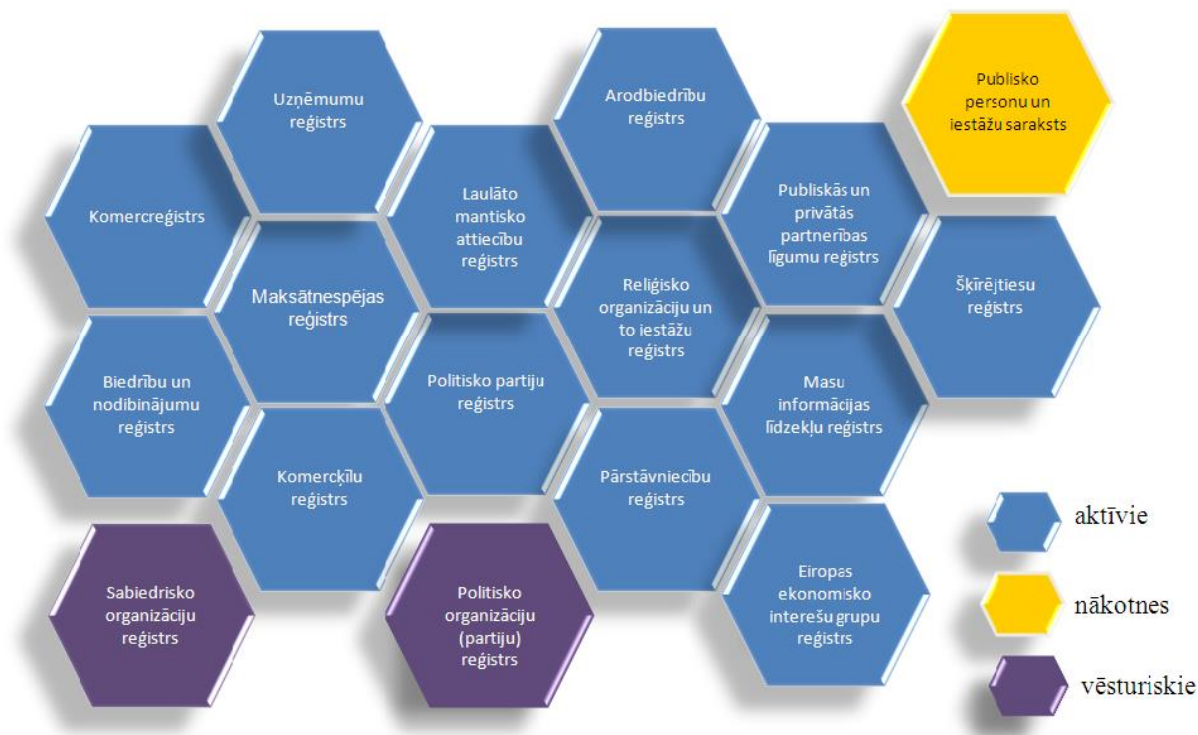 Uzņēmumu
reģistrs
Arodbiedrību
reģistrs
Publisko
personu un
iestāžu saraksts
Komercreģistrs
Laulāto
mantisko
attiecību
reģistrs
Publiskās un
privātās
partnerības
līgumu reģistrs
Maksātnespējas
reģistrs
Reliģisko
organizāciju un
to iestāžu
reģistrs
Šķīrējtiesu
reģistrs
Biedrību un
nodibinājumu
reģistrs
Politisko partiju
reģistrs
Masu
informācijas
līdzekļu reģistrs
Komercķīlu
reģistrs
Pārstāvniecību
reģistrs
Sabiedrisko
organizāciju
reģistrs
Politisko
organizāciju
(partiju)
reģistrs
Eiropas
ekonomisko
interešu grupu
reģistrs
aktīvie
nākotnes
vēsturiskie